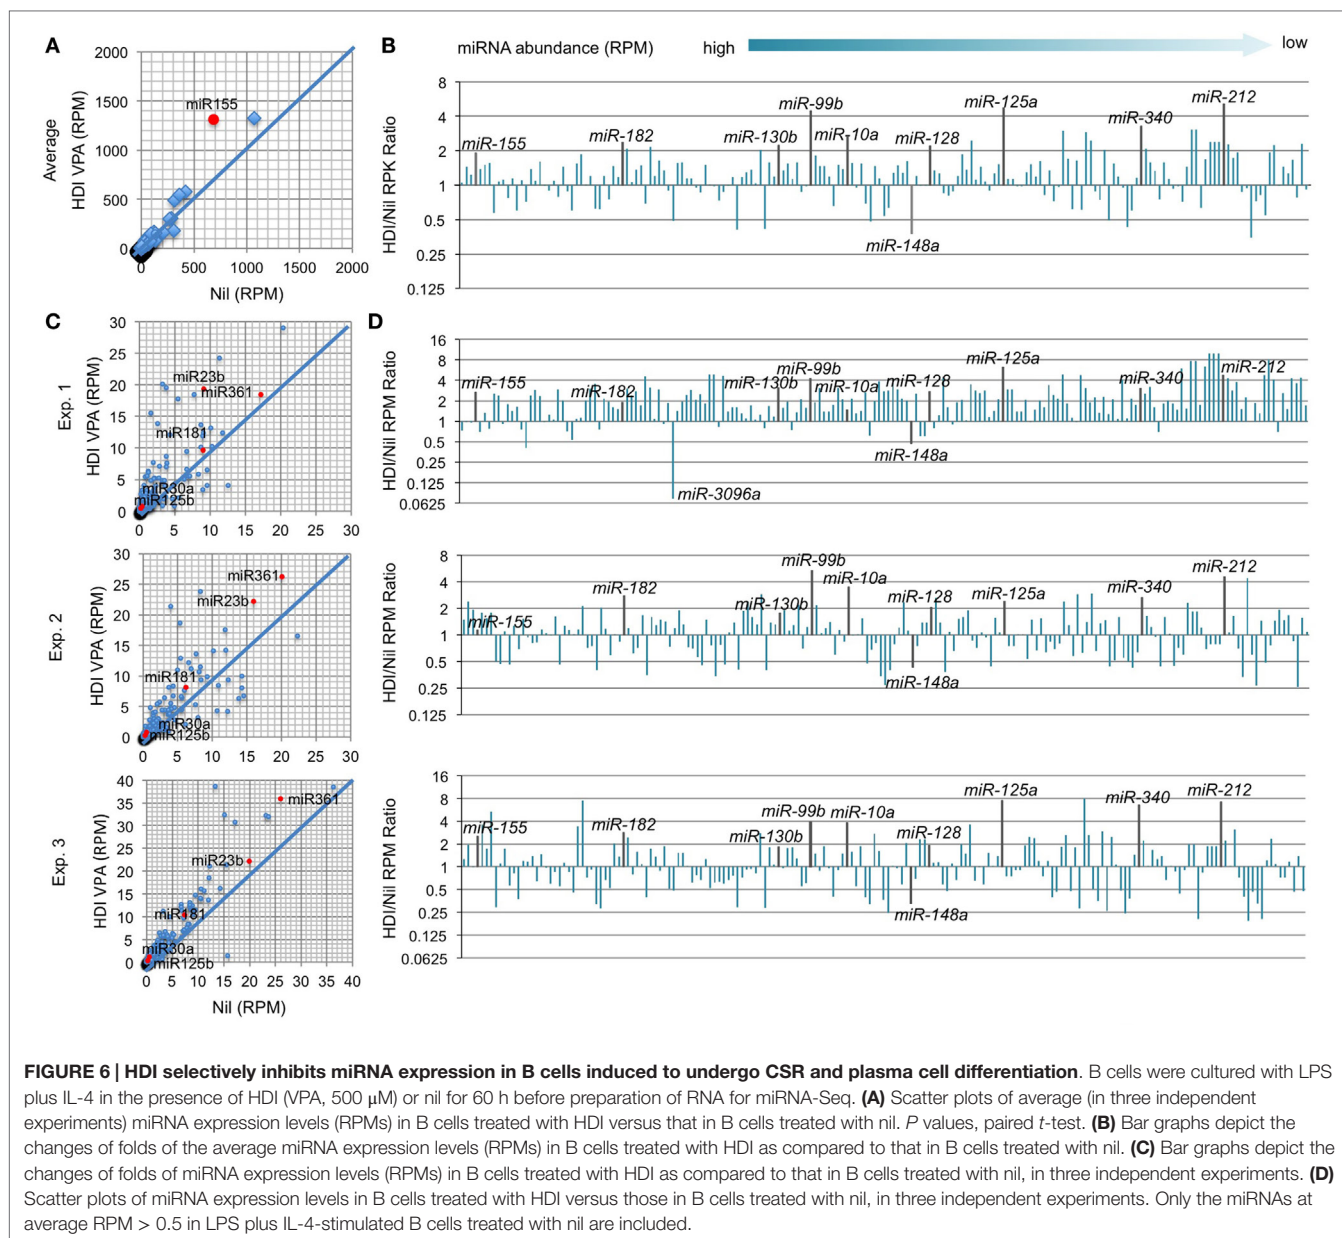 A
2000
1500
1000
500
0
Average
HDI VPA (RPM)
miR155
0
500
1000
1500
2000
Nil (RPM)
B
miRNA abundance (RPM)
high
low
HDI/Nil RPK Ratio
8
4
2
1
0.5
0.25
0.125
miR-155
miR-182
miR-130b
miR-99b
miR-10a
miR-148a
miR-128
miR-125a
miR-340
miR-212
C
Exp. 1
HDI VPA (RPM)
30
25
20
15
10
5
0
miR23b
miR361
miR181
miR30a
miR125b
0
5
10
15
20
25
30
D
HDI/Nil RPM Ratio
16
8
4
2
1
0.5
0.25
0.125
0.0625
miR-155
miR-182
miR-3096a
miR-130b
miR-99b
miR-10a
miR-148a
miR-128
miR-125a
miR-340
miR-212
Exp. 2
HDI VPA (RPM)
30
25
20
15
10
5
0
miR361
miR23b
miR181
miR30a
miR125b
0
5
10
15
20
25
30
HDI/Nil RPM Ratio
8
4
2
1
0.5
0.25
0.125
miR-155
miR-182
miR-130b
miR-99b
miR-10a
miR-148a
miR-128
miR-125a
miR-340
miR-212
Exp. 3
HDI VPA (RPM)
40
35
30
25
20
15
10
5
0
miR361
miR23b
miR181
miR30a
miR125b
0
5
10
15
20
25
30
35
40
Nil (RPM)
HDI/Nil RPM Ratio
16
8
4
2
1
0.5
0.25
0.125
0.0625
miR-155
miR-182
miR-130b
miR-99b
miR-10a
miR-148a
miR-128
miR-125a
miR-340
miR-212
FIGURE 6 | HDI selectively inhibits miRNA expression in B cells induced to undergo CSR and plasma cell differentiation. B cells were cultured with LPS
plus IL-4 in the presence of HDI (VPA, 500 μM) or nil for 60 h before preparation of RNA for miRNA-Seq. (A) Scatter plots of average (in three independent
experiments) miRNA expression levels (RPMs) in B cells treated with HDI versus that in B cells treated with nil. P values, paired t-test. (B) Bar graphs depict the
changes of folds of the average miRNA expression levels (RPMs) in B cells treated with HDI as compared to that in B cells treated with nil. (C) Bar graphs depict the
changes of folds of miRNA expression levels (RPMs) in B cells treated with HDI as compared to that in B cells treated with nil, in three independent experiments. (D)
Scatter plots of miRNA expression levels in B cells treated with HDI versus those in B cells treated with nil, in three independent experiments. Only the miRNAs at
average RPM > 0.5 in LPS plus IL-4-stimulated B cells treated with nil are included.